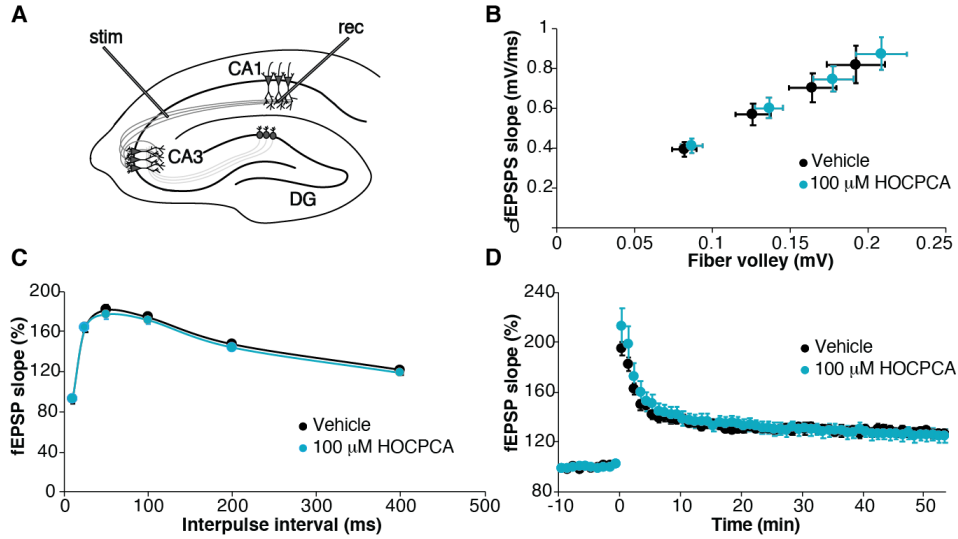 A
stim
rec
CA1
CA3
DG
B
fEPSPS slope (mV/ms)
1
0.8
0.6
0.4
0.2
0
0
0.05
0.1
0.15
0.2
0.25
Fiber volley (mV)
Vehicle
100 μM HOCPCA
C
fEPSP slope (%)
200
160
120
80
40
0
0
100
200
300
400
500
Interpulse interval (ms)
Vehicle
100 μM HOCPCA
D
fEPSP slope (%)
240
200
160
120
80
-10
0
10
20
30
40
50
Time (min)
Vehicle
100 μM HOCPCA